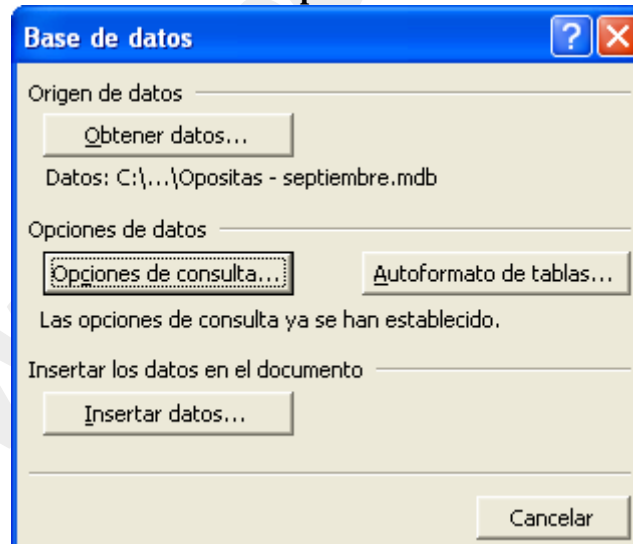 Base de datos
Origen de datos
Obtener datos...
Datos: C:\...\Opositas - septiembre.mdb
Opciones de datos
Opciones de consulta... Autoformato de tablas...
Las opciones de consulta ya se han establecido.
Insertar los datos en el documento
Insertar datos...
Cancelar